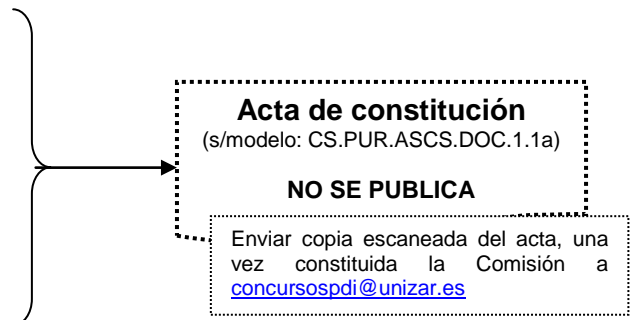 Acta de constitución
(s/modelo: CS.PUR.ASCS.DOC.1.1a)
NO SE PUBLICA
Enviar copia escaneada del acta, una
vez constituida la Comisión a
concursospdi@unizar.es